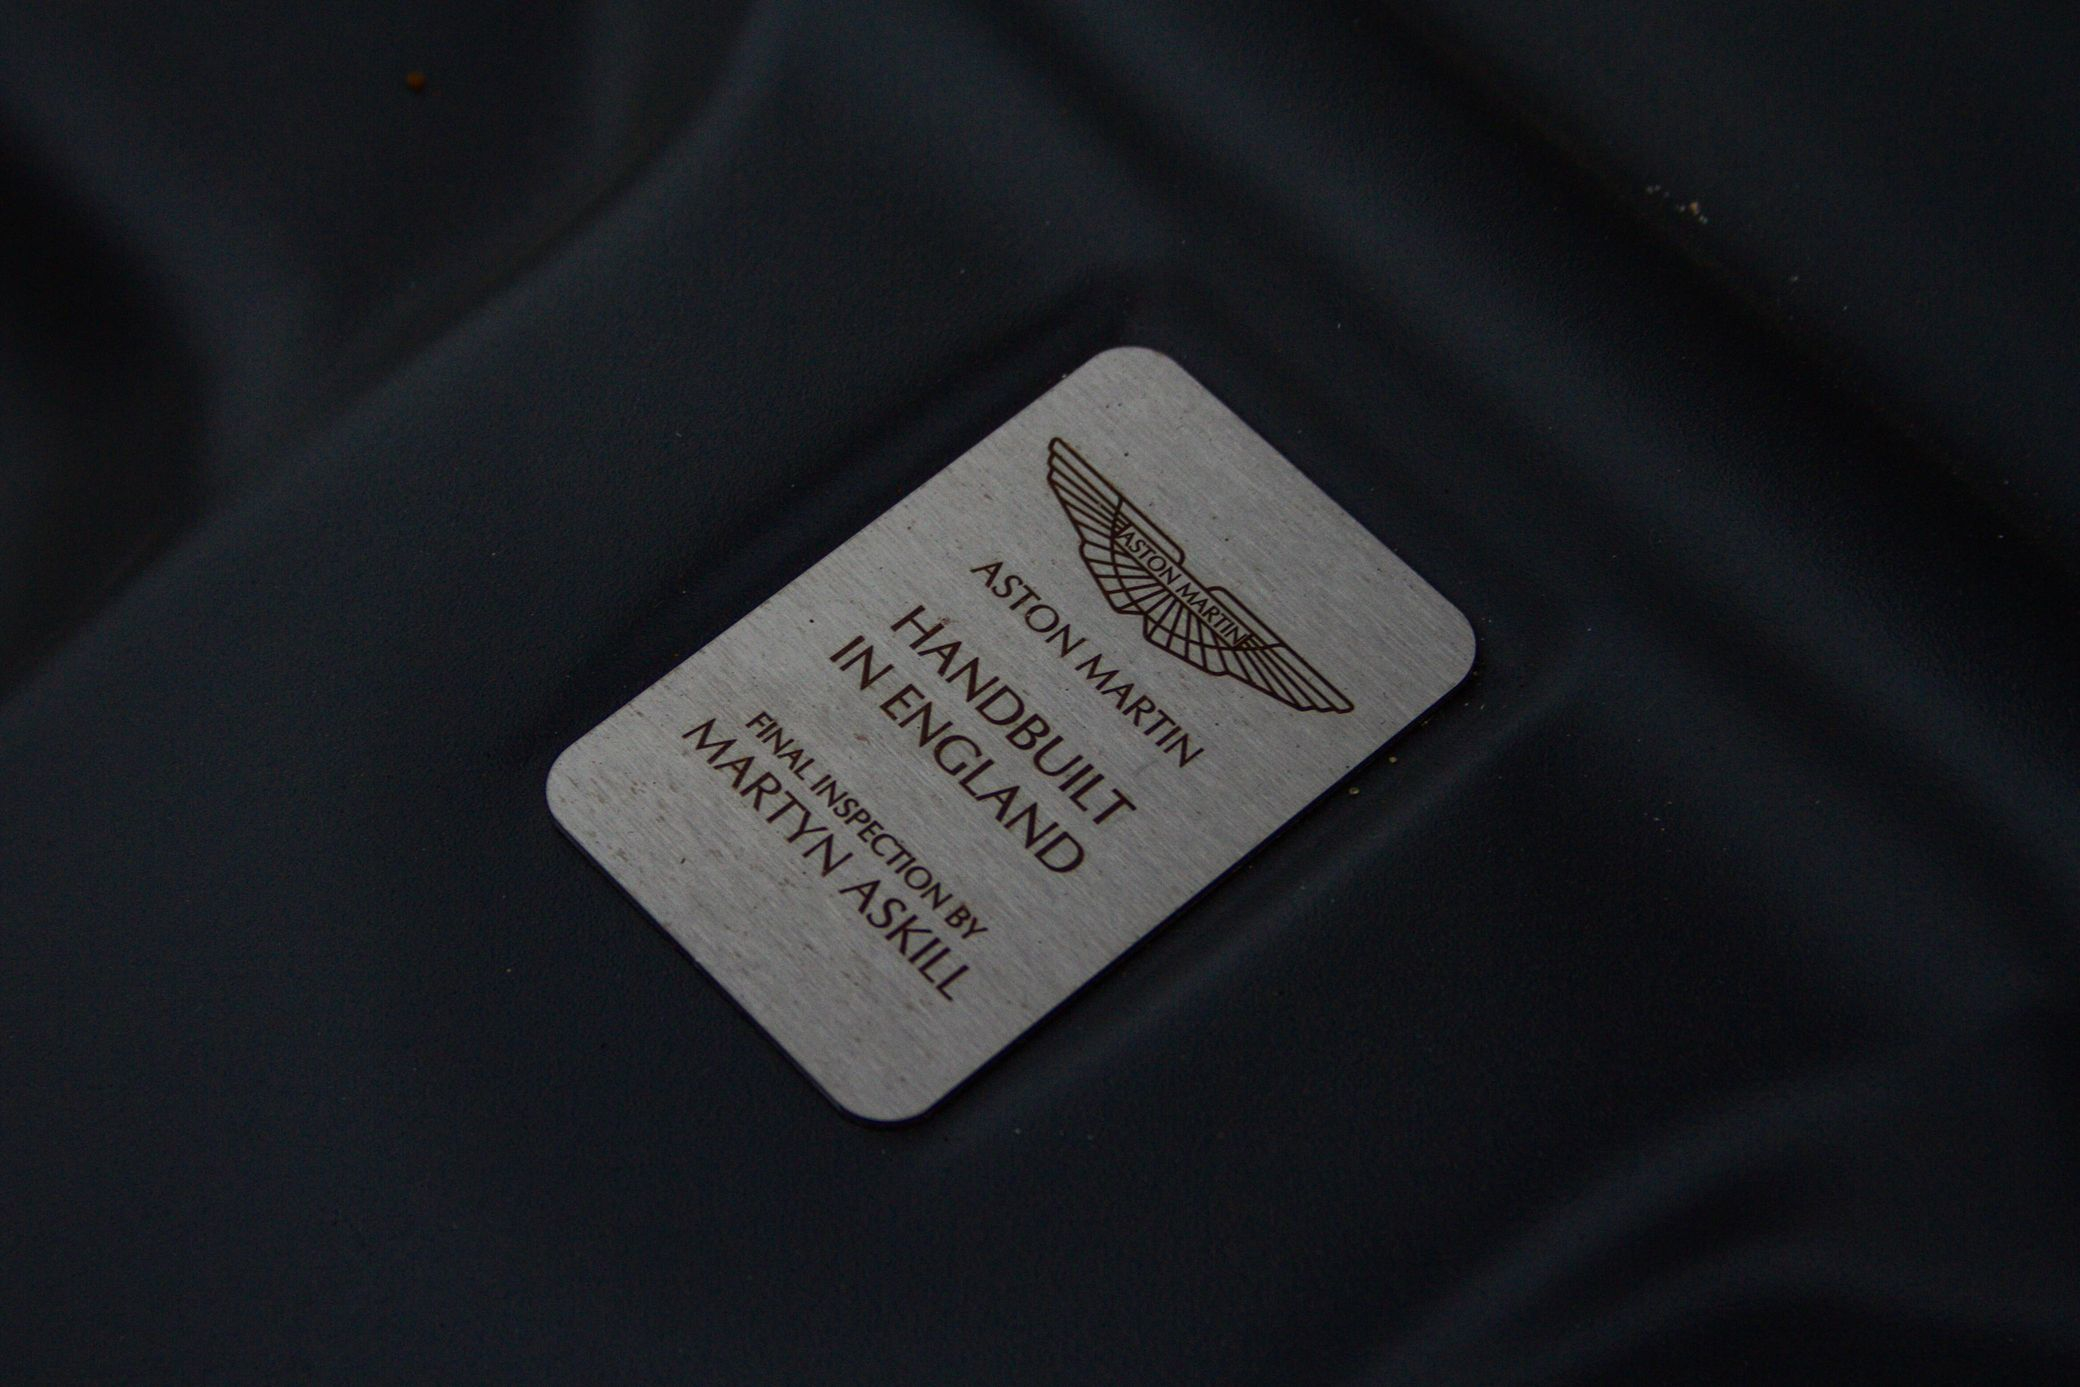 ASTON MARTIN
ASTON MARTIN
HANDBUILT
IN ENGLAND
FINAL INSPECTION BY
MARTYN ASKILL